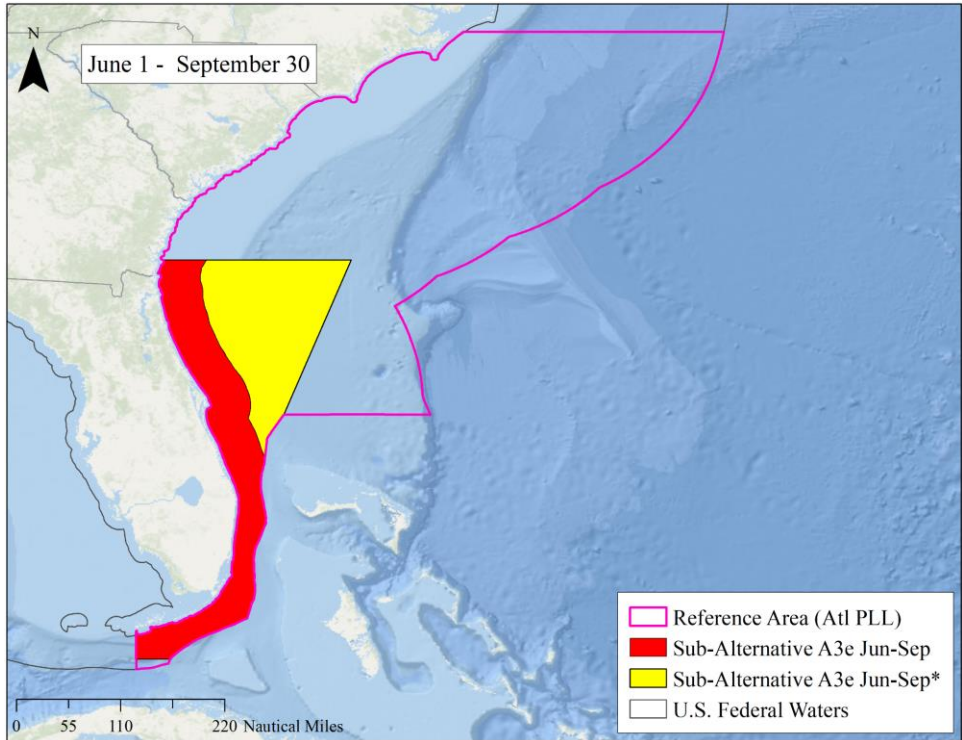 N
June 1 - September 30
Reference Area (Atl PLL)
Sub-Alternative A3e Jun-Sep
Sub-Alternative A3e Jun-Sep*
U.S. Federal Waters
0 55 110 220 Nautical Miles